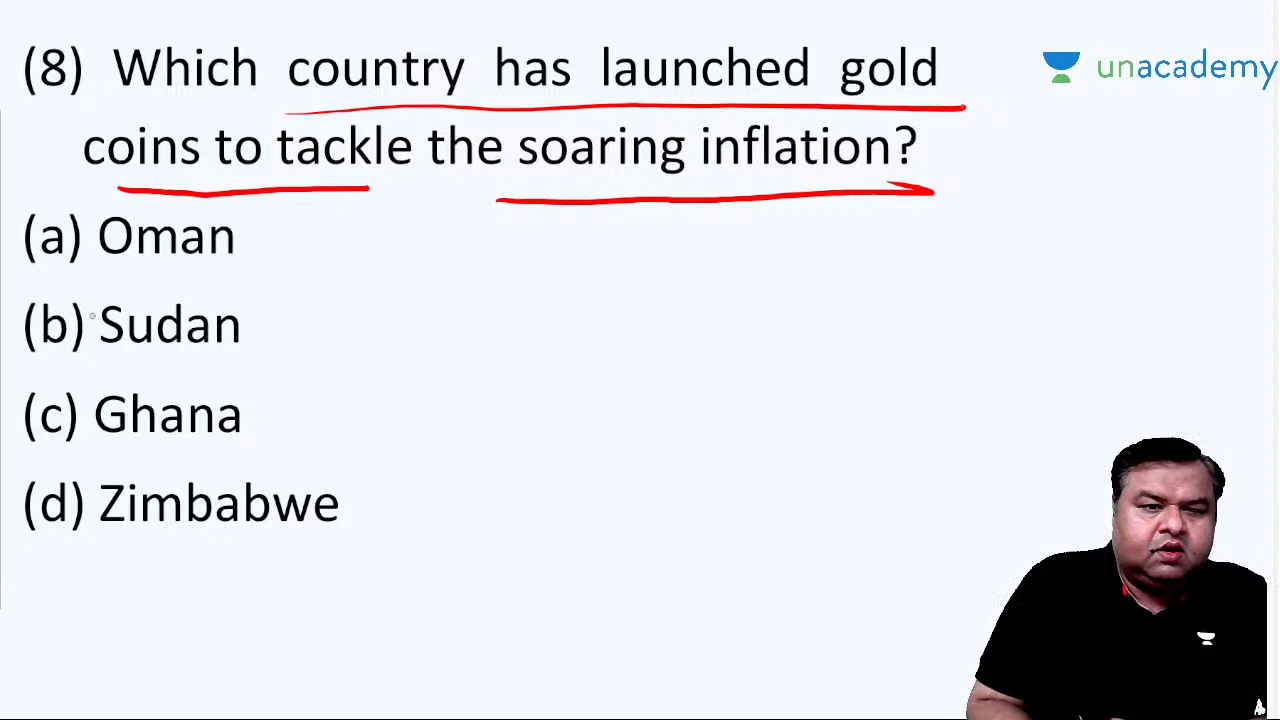 (8) Which country has launched gold
coins to tackle the soaring inflation?
unacademy
(a) Oman
(b) Sudan
(c) Ghana
(d) Zimbabwe